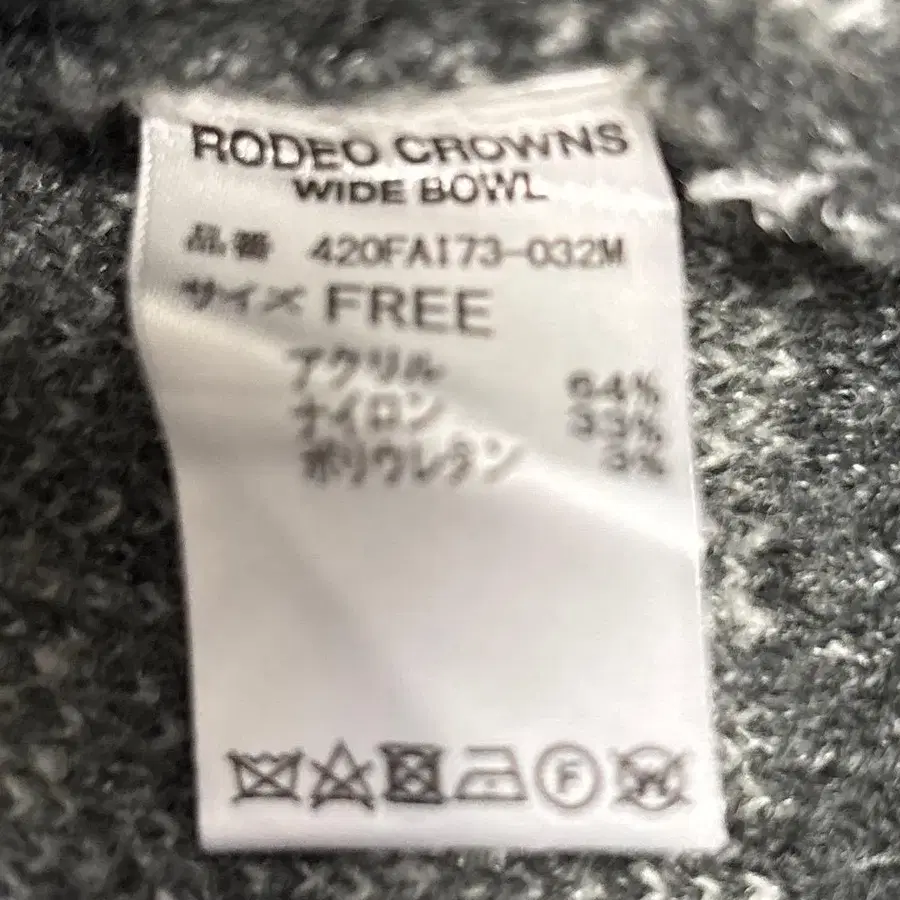 RODEO CROWNS
WIDE BOWL
品番 420FAI73-032M
サイズ FREE
アクリル 64%
ナイロン 33%
ポリウレタン 3%
F
W